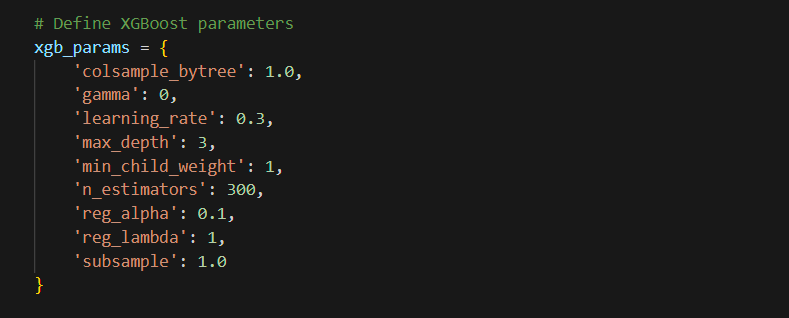 # Define XGBoost parameters
xgb_params = {
    'colsample_bytree': 1.0,
    'gamma': 0,
    'learning_rate': 0.3,
    'max_depth': 3,
    'min_child_weight': 1,
    'n_estimators': 300,
    'reg_alpha': 0.1,
    'reg_lambda': 1,
    'subsample': 1.0
}